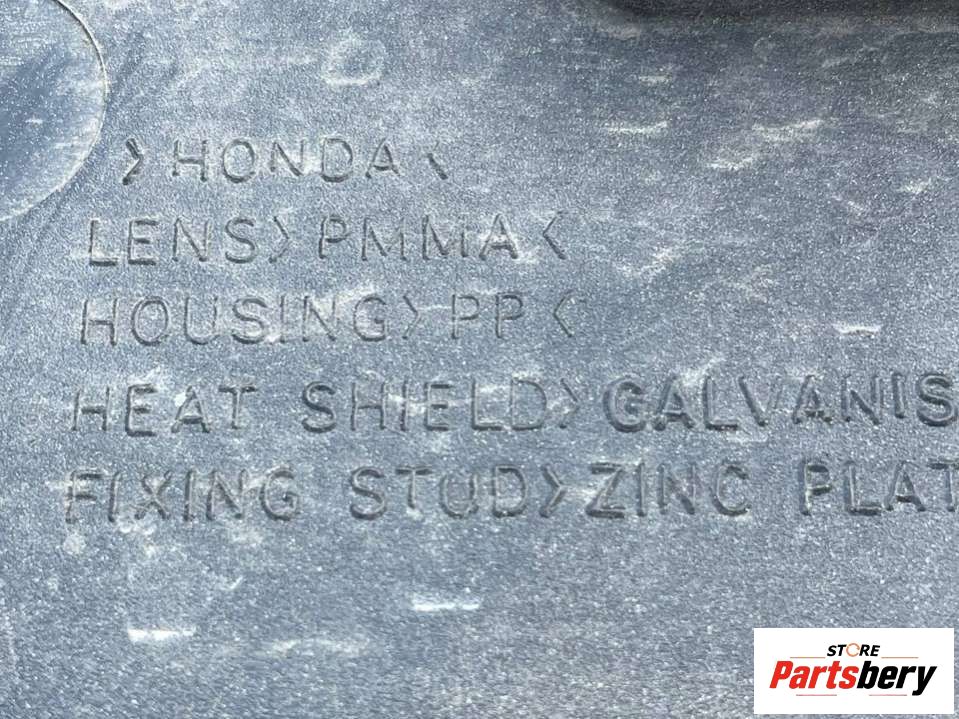 >HONDA<
LENS>PMMA<
HOUSING>PP<
HEAT SHIELD>GALVANIS
FIXING STUD>ZINC PLAT
STORE
Partsbery